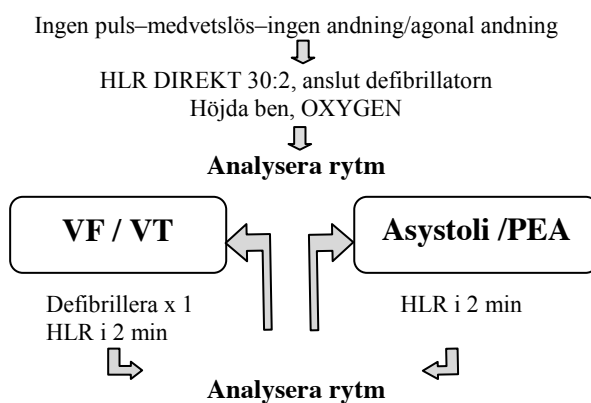 Ingen puls–medvetslös–ingen andning/agonal andning
HLR DIREKT 30:2, anslut defibrillatorn
Höjda ben, OXYGEN
Analysera rytm
VF / VT
Asystoli /PEA
Defibrillera x 1
HLR i 2 min
HLR i 2 min
Analysera rytm